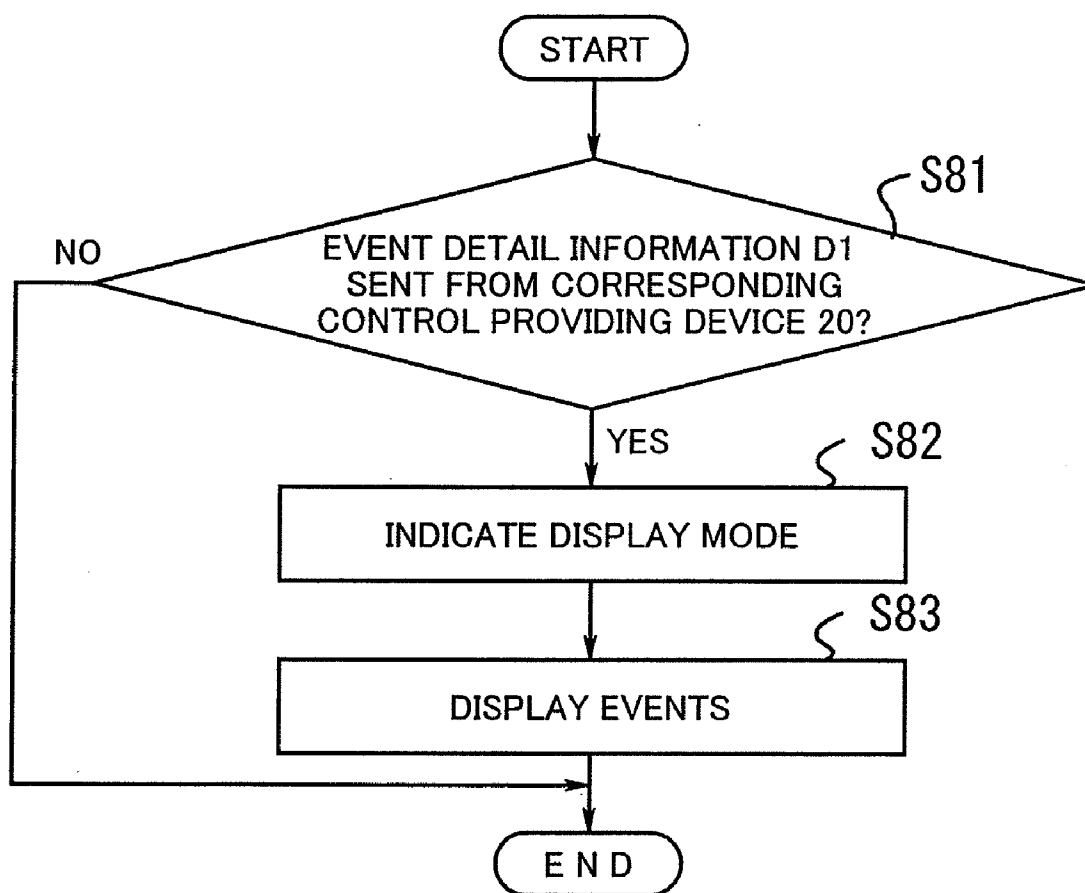 START
S81
NO
EVENT DETAIL INFORMATION D1
SENT FROM CORRESPONDING
CONTROL PROVIDING DEVICE 20?
YES
S82
INDICATE DISPLAY MODE
S83
DISPLAY EVENTS
E N D